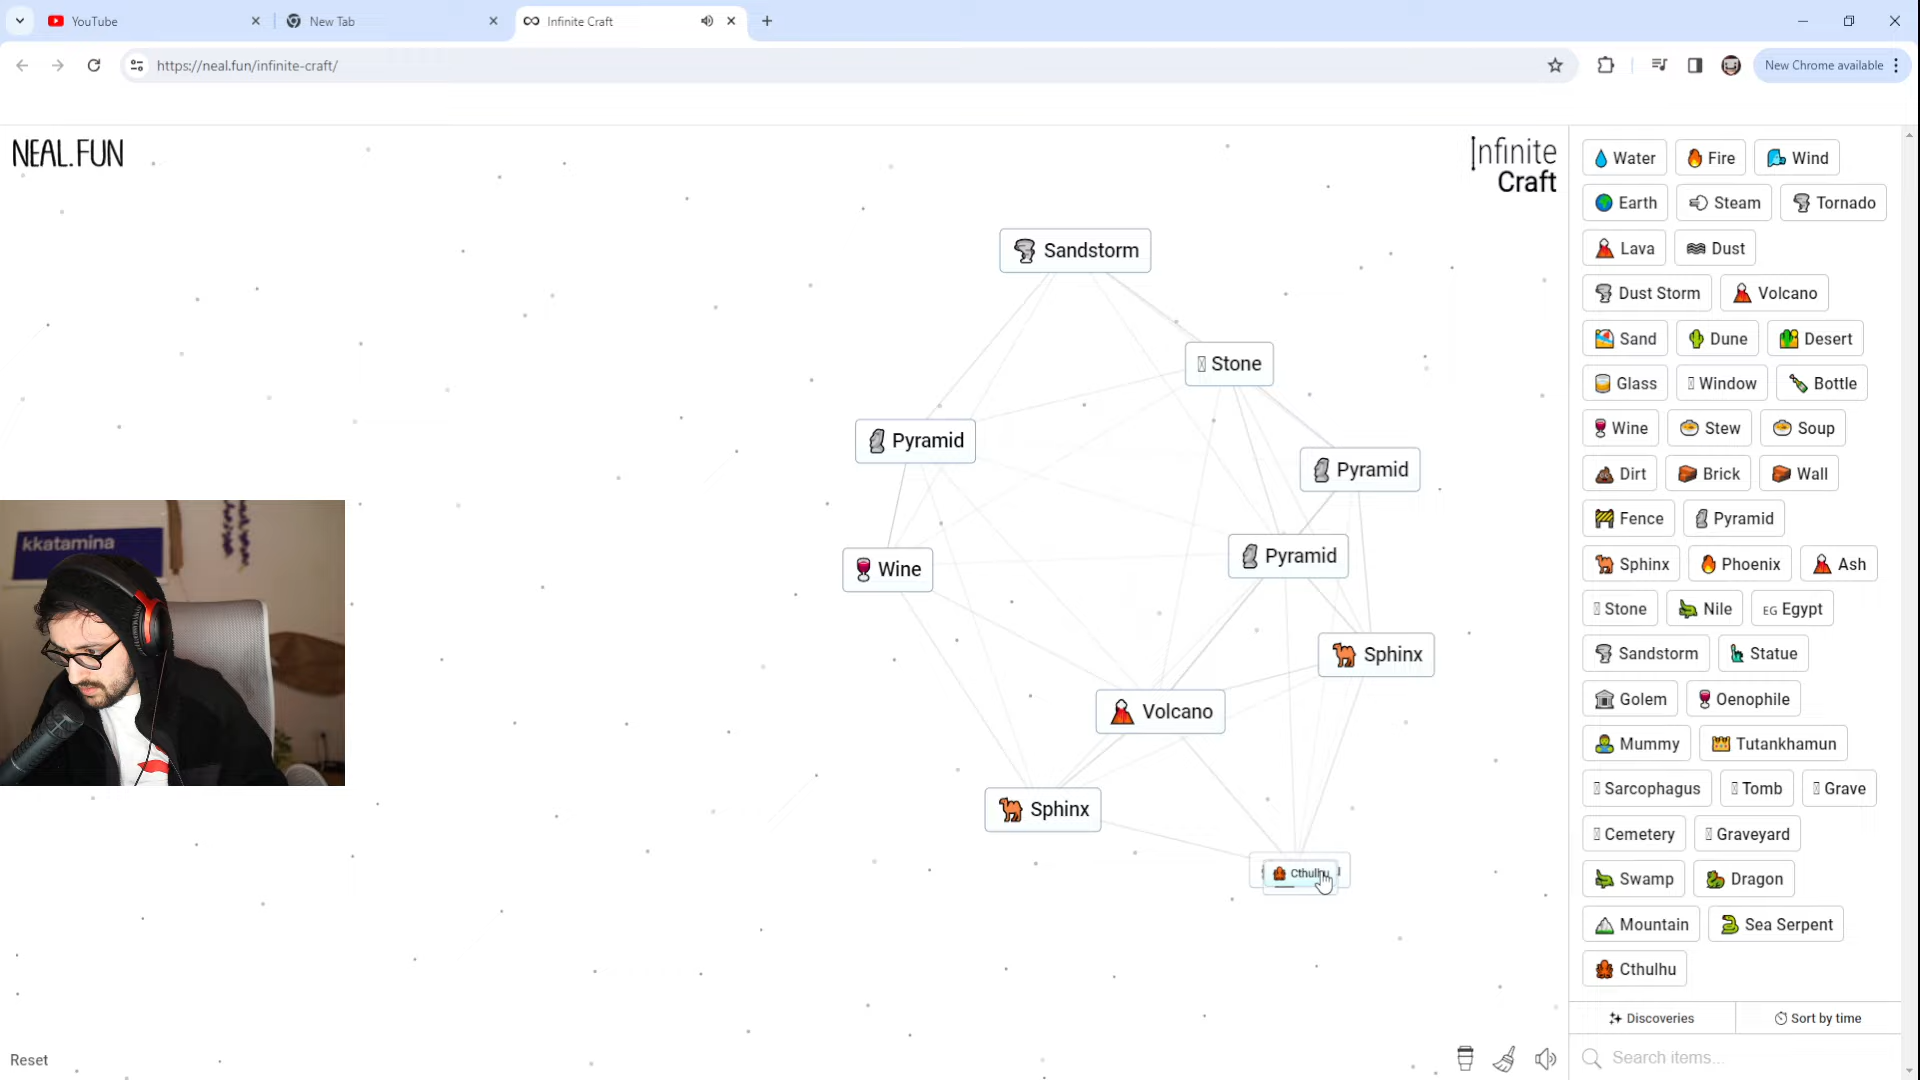 YouTube
New Tab
Infinite Craft
https://neal.fun/infinite-craft/
New Chrome available
NEAL.FUN
Infinite
Craft
Sandstorm
Stone
Pyramid
Pyramid
Pyramid
Wine
Sphinx
Volcano
Sphinx
Cthulhu
kkatamina
Reset
Water Fire Wind
Earth Steam Tornado
Lava Dust
Dust Storm Volcano
Sand Dune Desert
Glass Window Bottle
Wine Stew Soup
Dirt Brick Wall
Fence Pyramid
Sphinx Phoenix Ash
Stone Nile EG Egypt
Sandstorm Statue
Golem Oenophile
Mummy Tutankhamun
Sarcophagus Tomb Grave
Cemetery Graveyard
Swamp Dragon
Mountain Sea Serpent
Cthulhu
Discoveries Sort by time
Search items...